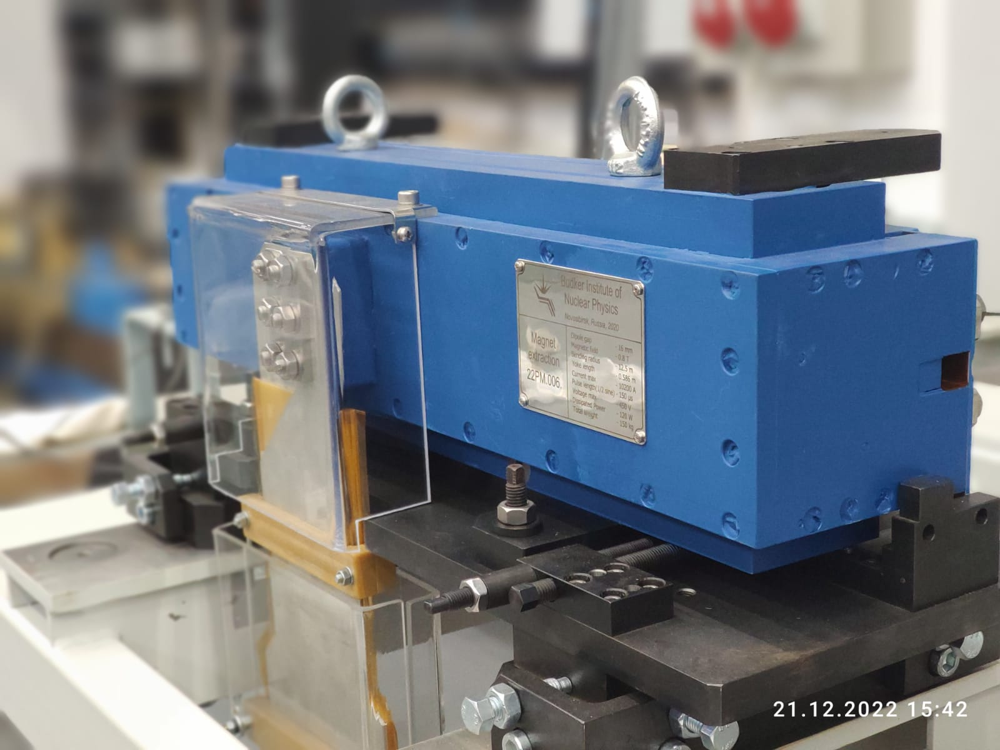 Budker Institute of
Nuclear Physics
Novosibirsk, Russia, 2020
Magnet
extraction
22PM.006.
Dipole gap - 16 mm
Magnetic field - 0.8 T
Bending radius - 12.5 m
Yoke length - 0.586 m
Current max - 10200 A
Pulse length(1/2 sine) - 150 µs
Voltage max - 450 V
Dissipated Power - 120 W
Total Weight - 150 kg
21.12.2022 15:42